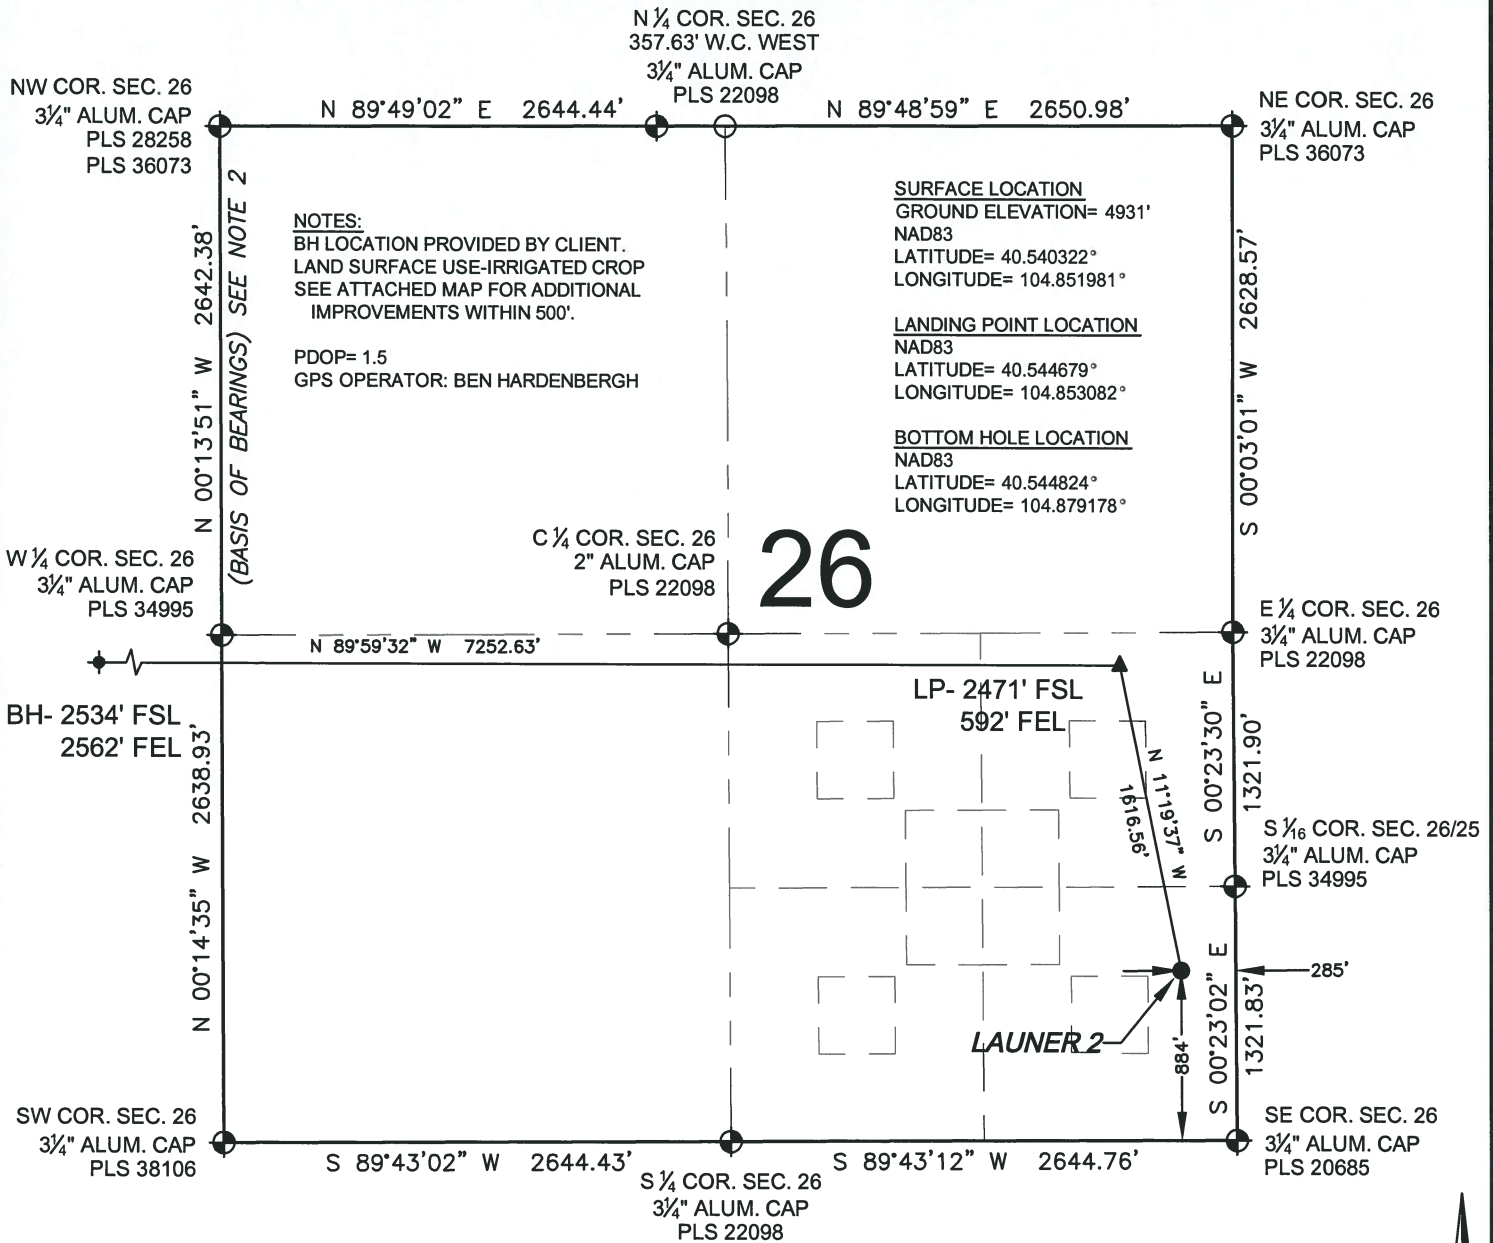 N ¼ COR. SEC. 26
357.63' W.C. WEST
3¼" ALUM. CAP
PLS 22098
NW COR. SEC. 26
3¼" ALUM. CAP
PLS 28258
PLS 36073
N 89°49'02" E 2644.44'
N 89°48'59" E 2650.98'
NE COR. SEC. 26
3¼" ALUM. CAP
PLS 36073
N 00°13'51" W 2642.38'
(BASIS OF BEARINGS) SEE NOTE 2
NOTES:
BH LOCATION PROVIDED BY CLIENT.
LAND SURFACE USE-IRRIGATED CROP
SEE ATTACHED MAP FOR ADDITIONAL
IMPROVEMENTS WITHIN 500'.
PDOP= 1.5
GPS OPERATOR: BEN HARDENBERGH
SURFACE LOCATION
GROUND ELEVATION= 4931'
NAD83
LATITUDE= 40.540322°
LONGITUDE= 104.851981°
LANDING POINT LOCATION
NAD83
LATITUDE= 40.544679°
LONGITUDE= 104.853082°
BOTTOM HOLE LOCATION
NAD83
LATITUDE= 40.544824°
LONGITUDE= 104.879178°
S 00°03'01" W 2628.57'
W ¼ COR. SEC. 26
3¼" ALUM. CAP
PLS 34995
C ¼ COR. SEC. 26
2" ALUM. CAP
PLS 22098
26
E ¼ COR. SEC. 26
3¼" ALUM. CAP
PLS 22098
N 89°59'32" W 7252.63'
BH- 2534' FSL
2562' FEL
LP- 2471' FSL
592' FEL
N 11°19'37" W
1616.56'
S 00°23'30" E
1321.90'
S 1⁄16 COR. SEC. 26/25
3¼" ALUM. CAP
PLS 34995
N 00°14'35" W 2638.93'
285'
LAUNER 2
884'
S 00°23'02" E
1321.83'
SW COR. SEC. 26
3¼" ALUM. CAP
PLS 38106
S 89°43'02" W 2644.43'
S ¼ COR. SEC. 26
3¼" ALUM. CAP
PLS 22098
S 89°43'12" W 2644.76'
SE COR. SEC. 26
3¼" ALUM. CAP
PLS 20685